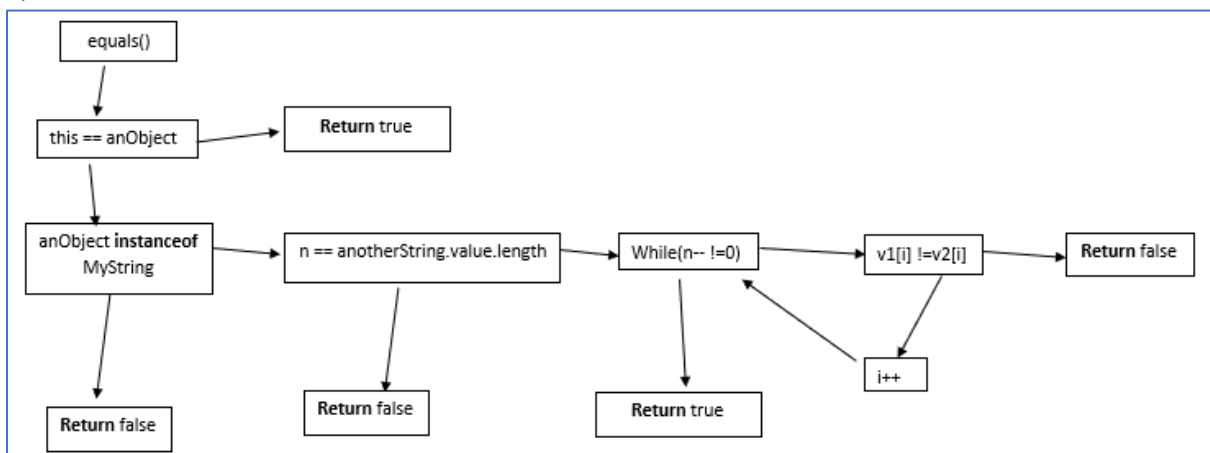 equals()
this == anObject
Return true
anObject instanceof
MyString
n == anotherString.value.length
While(n-- !=0)
v1[i] !=v2[i]
Return false
i++
Return false
Return true
Return false